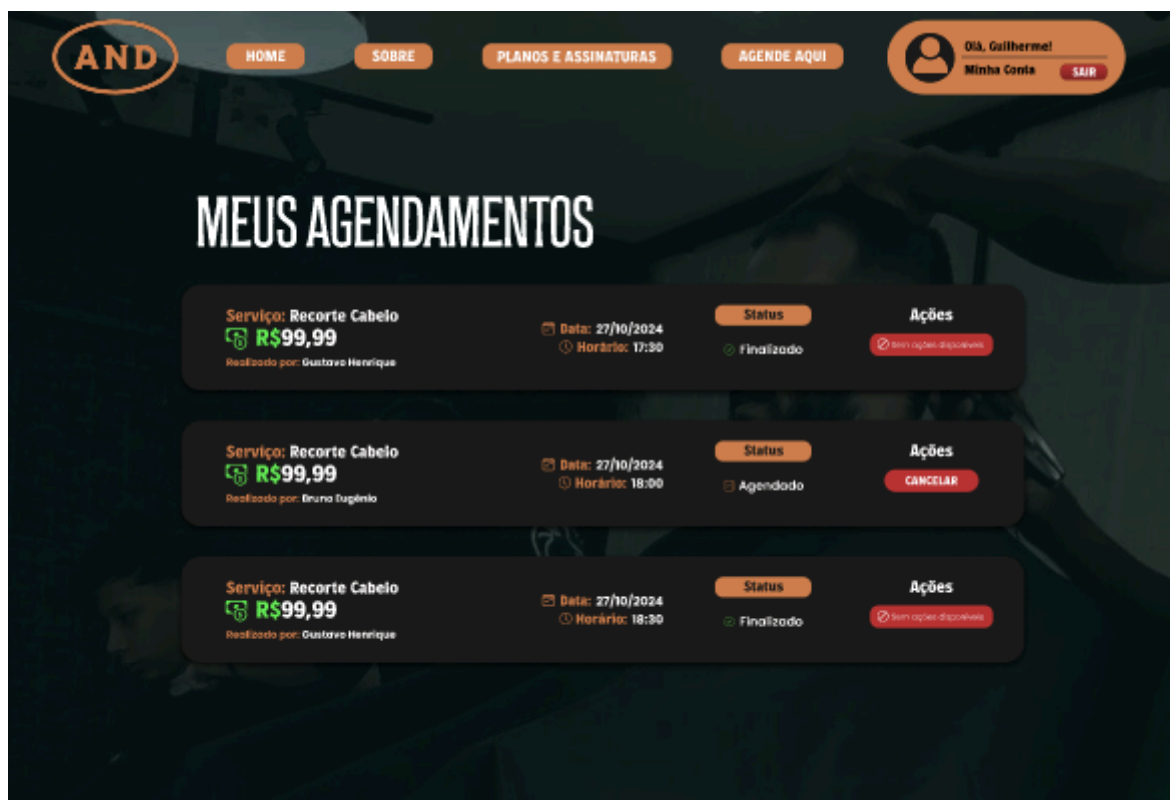 AND
HOME
SOBRE
PLANOS E ASSINATURAS
AGENDE AQUI
Olá, Guilherme!
Minha Conta
SAIR
MEUS AGENDAMENTOS
Serviço: Recorte Cabelo
R$99,99
Realizado por: Gustavo Henrique
Data: 27/10/2024
Horário: 17:30
Status
Finalizado
Ações
Sem ações disponíveis
Serviço: Recorte Cabelo
R$99,99
Realizado por: Bruno Eugênio
Data: 27/10/2024
Horário: 18:00
Status
Agendado
Ações
CANCELAR
Serviço: Recorte Cabelo
R$99,99
Realizado por: Gustavo Henrique
Data: 27/10/2024
Horário: 18:30
Status
Finalizado
Ações
Sem ações disponíveis